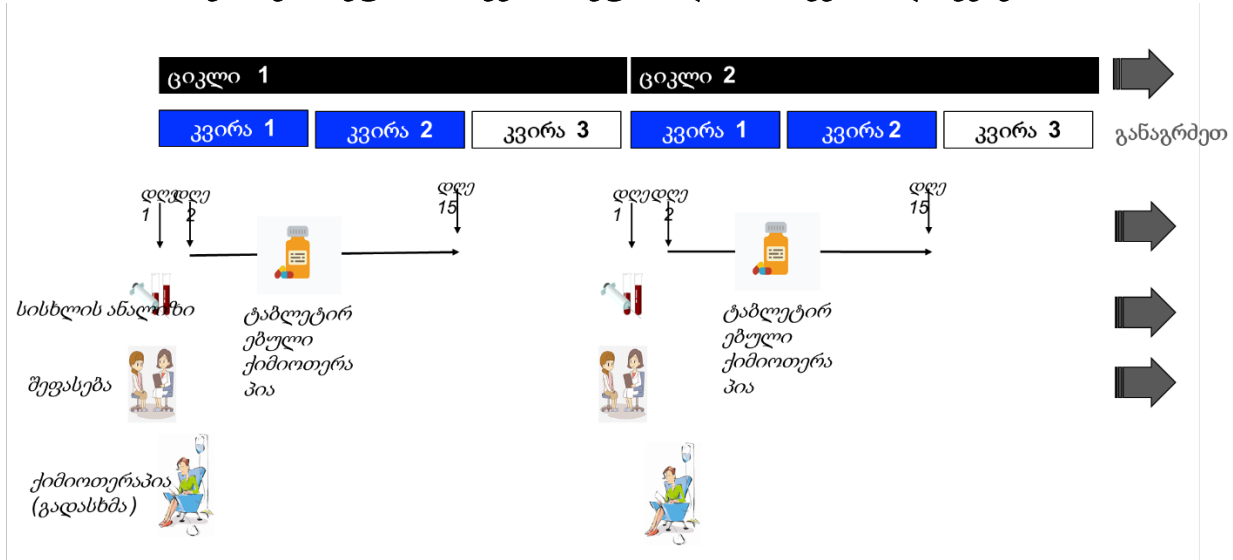 ციკლი 1 ციკლი 2
კვირა 1 კვირა 2 კვირა 3 კვირა 1 კვირა 2 კვირა 3 განაგრძეთ
დღე დღე დღე დღე დღე დღე
1 2 15 1 2 15
სისხლის ანალიზი
ტაბლეტირ ტაბლეტირ
ებული ებული
ქიმიოთერა ქიმიოთერა
პია პია
შეფასება
ქიმიოთერაპია
(გადასხმა)